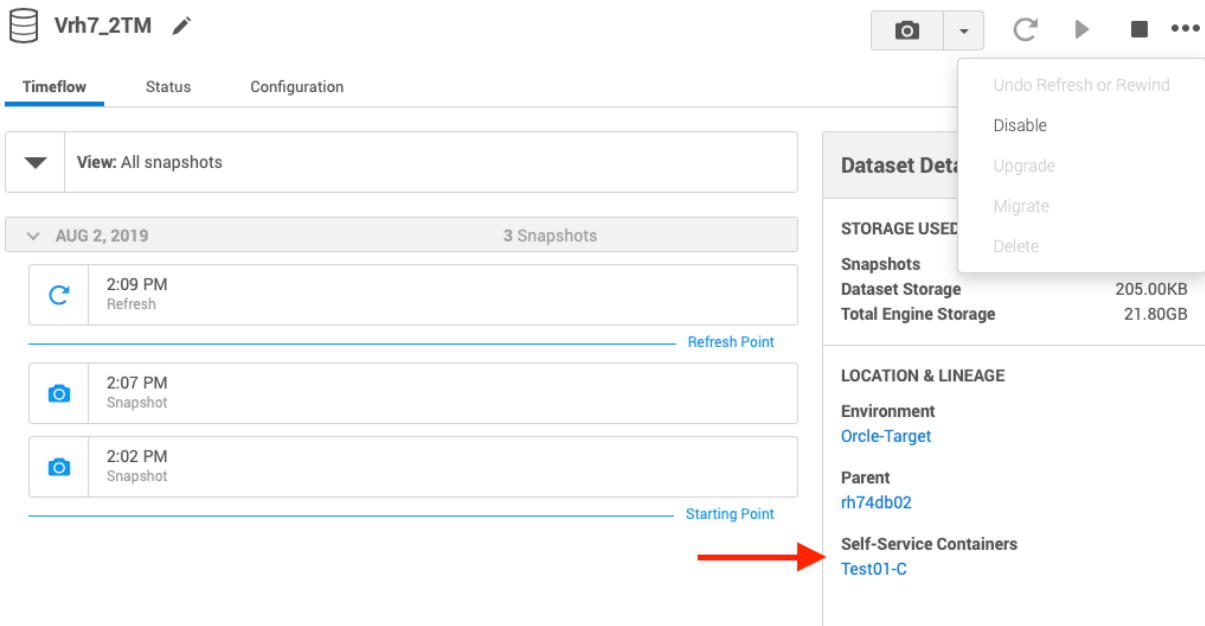 Vrh7_2TM
Timeflow Status Configuration
Undo Refresh or Rewind
Disable
Upgrade
Migrate
Delete
View: All snapshots
AUG 2, 2019 3 Snapshots
2:09 PM
Refresh
Refresh Point
2:07 PM
Snapshot
2:02 PM
Snapshot
Starting Point
Dataset Deta
STORAGE USED
Snapshots
Dataset Storage 205.00KB
Total Engine Storage 21.80GB
LOCATION & LINEAGE
Environment
Orcle-Target
Parent
rh74db02
Self-Service Containers
Test01-C